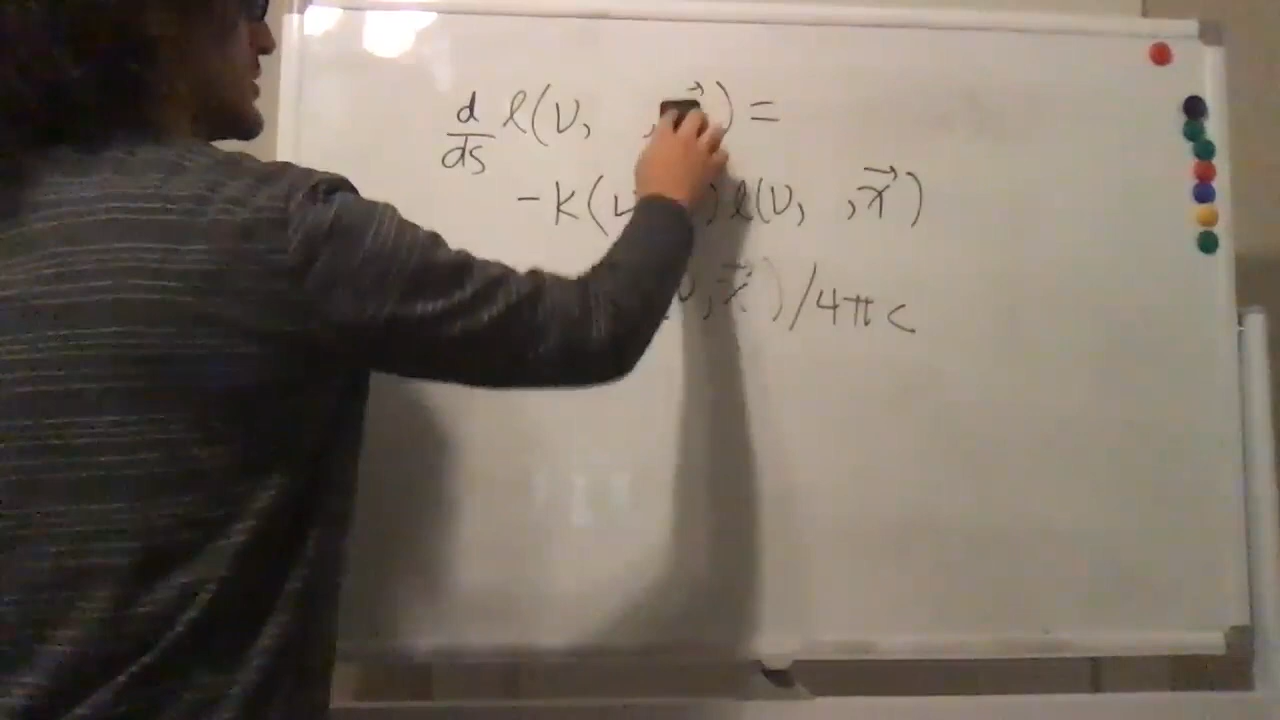 d/ds ℓ(ν, , ⃗) =
-K( )ℓ(ν, , x⃗)
(ν, x⃗)/4πc